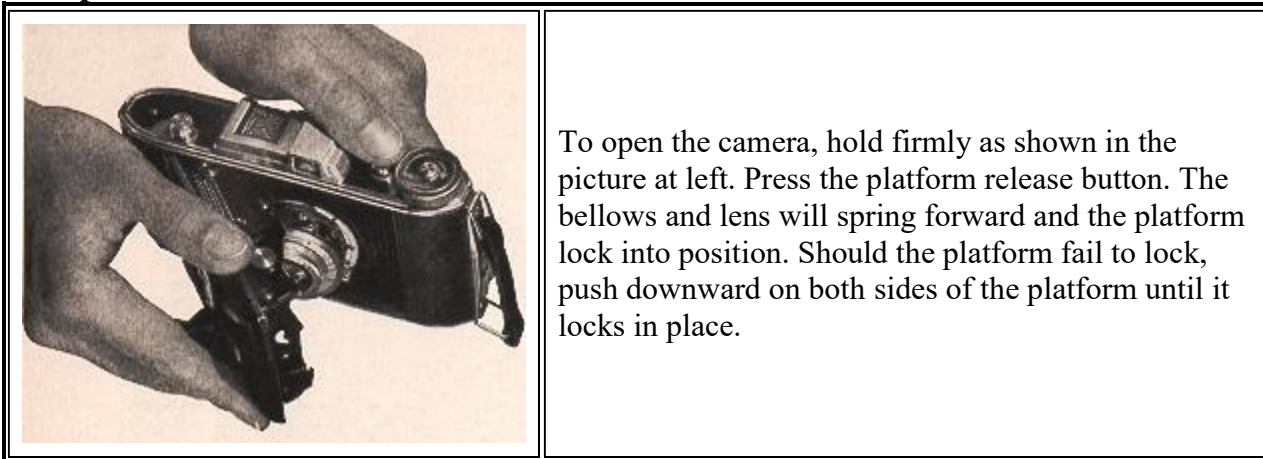 To open the camera, hold firmly as shown in the
picture at left. Press the platform release button. The
bellows and lens will spring forward and the platform
lock into position. Should the platform fail to lock,
push downward on both sides of the platform until it
locks in place.